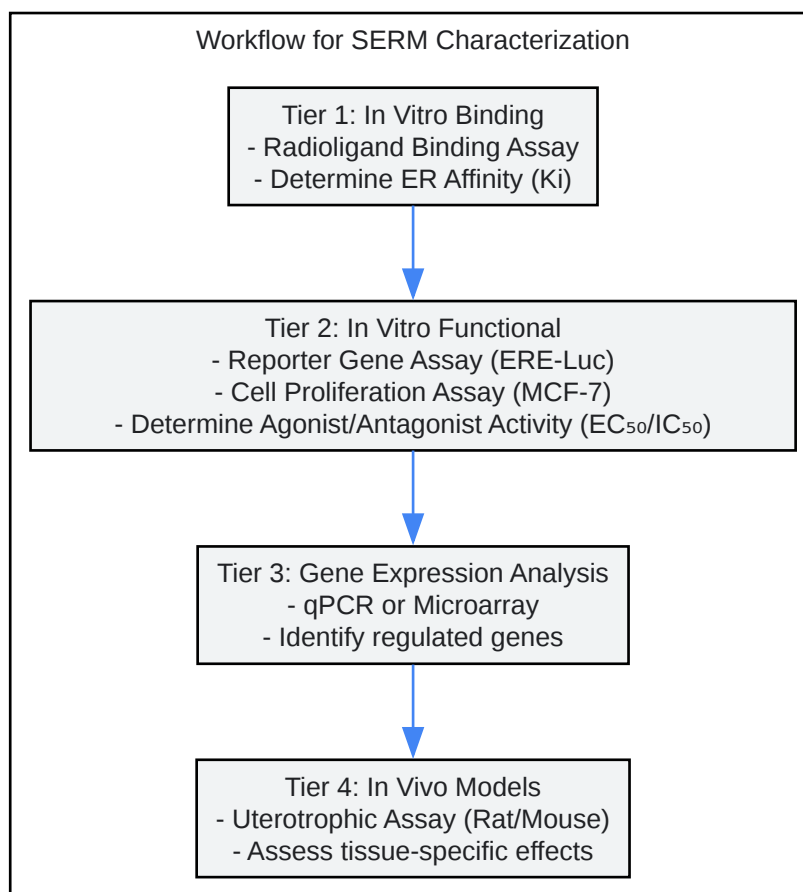 Workflow for SERM Characterization
Tier 1: In Vitro Binding
- Radioligand Binding Assay
- Determine ER Affinity (Ki)
Tier 2: In Vitro Functional
- Reporter Gene Assay (ERE-Luc)
- Cell Proliferation Assay (MCF-7)
- Determine Agonist/Antagonist Activity (EC₅₀/IC₅₀)
Tier 3: Gene Expression Analysis
- qPCR or Microarray
- Identify regulated genes
Tier 4: In Vivo Models
- Uterotrophic Assay (Rat/Mouse)
- Assess tissue-specific effects